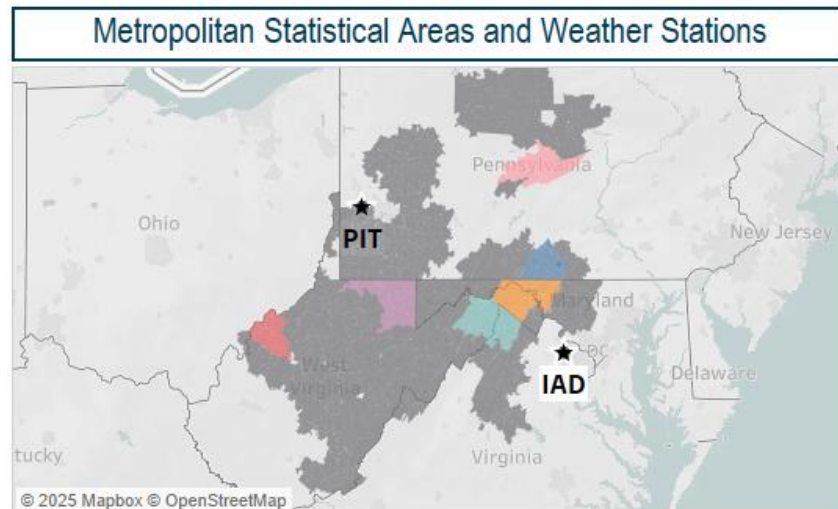 Metropolitan Statistical Areas and Weather Stations
Pennsylvania
Ohio
PIT
New Jersey
Maryland
West
Virginia
DC
Delaware
IAD
tucky
Virginia
© 2025 Mapbox © OpenStreetMap